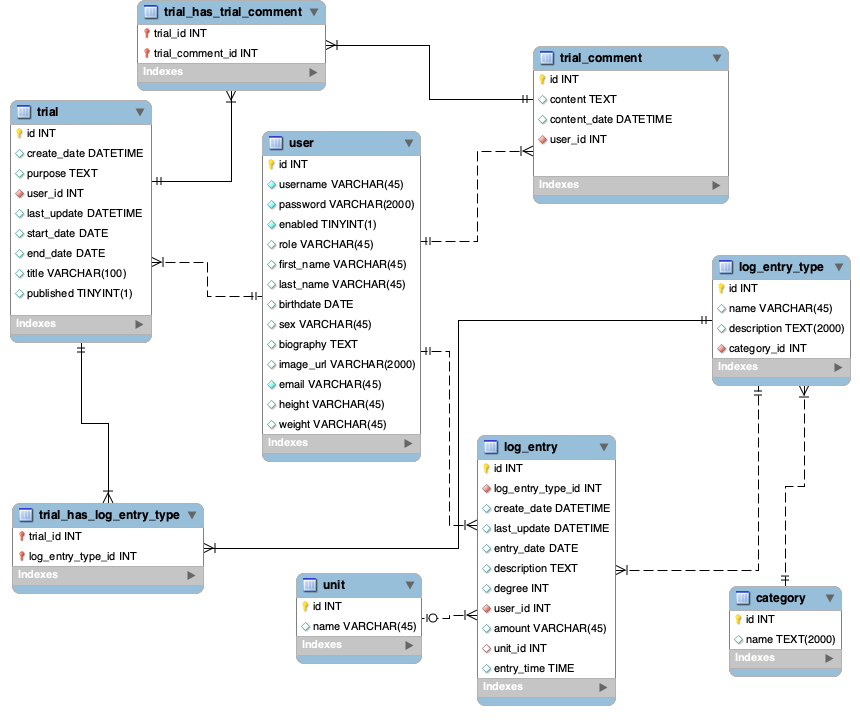 trial_has_trial_comment
trial_id INT
trial_comment_id INT
Indexes
trial_comment
id INT
content TEXT
content_date DATETIME
user_id INT
Indexes
trial
id INT
create_date DATETIME
purpose TEXT
user_id INT
last_update DATETIME
start_date DATE
end_date DATE
title VARCHAR(100)
published TINYINT(1)
Indexes
user
id INT
username VARCHAR(45)
password VARCHAR(2000)
enabled TINYINT(1)
role VARCHAR(45)
first_name VARCHAR(45)
last_name VARCHAR(45)
birthdate DATE
sex VARCHAR(45)
biography TEXT
image_url VARCHAR(2000)
email VARCHAR(45)
height VARCHAR(45)
weight VARCHAR(45)
Indexes
log_entry_type
id INT
name VARCHAR(45)
description TEXT(2000)
category_id INT
Indexes
log_entry
id INT
log_entry_type_id INT
create_date DATETIME
last_update DATETIME
entry_date DATE
description TEXT
degree INT
user_id INT
amount VARCHAR(45)
unit_id INT
entry_time TIME
Indexes
trial_has_log_entry_type
trial_id INT
log_entry_type_id INT
Indexes
unit
id INT
name VARCHAR(45)
Indexes
category
id INT
name TEXT(2000)
Indexes